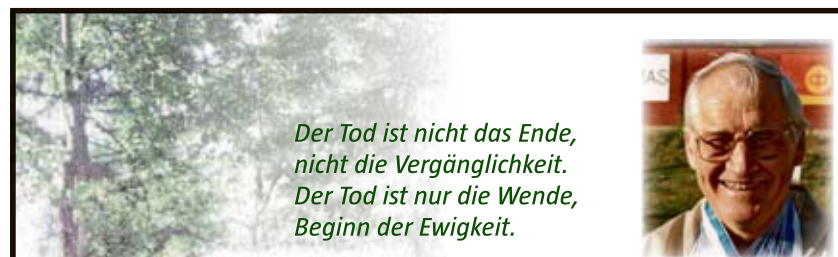 Der Tod ist nicht das Ende,
nicht die Vergänglichkeit.
Der Tod ist nur die Wende,
Beginn der Ewigkeit.